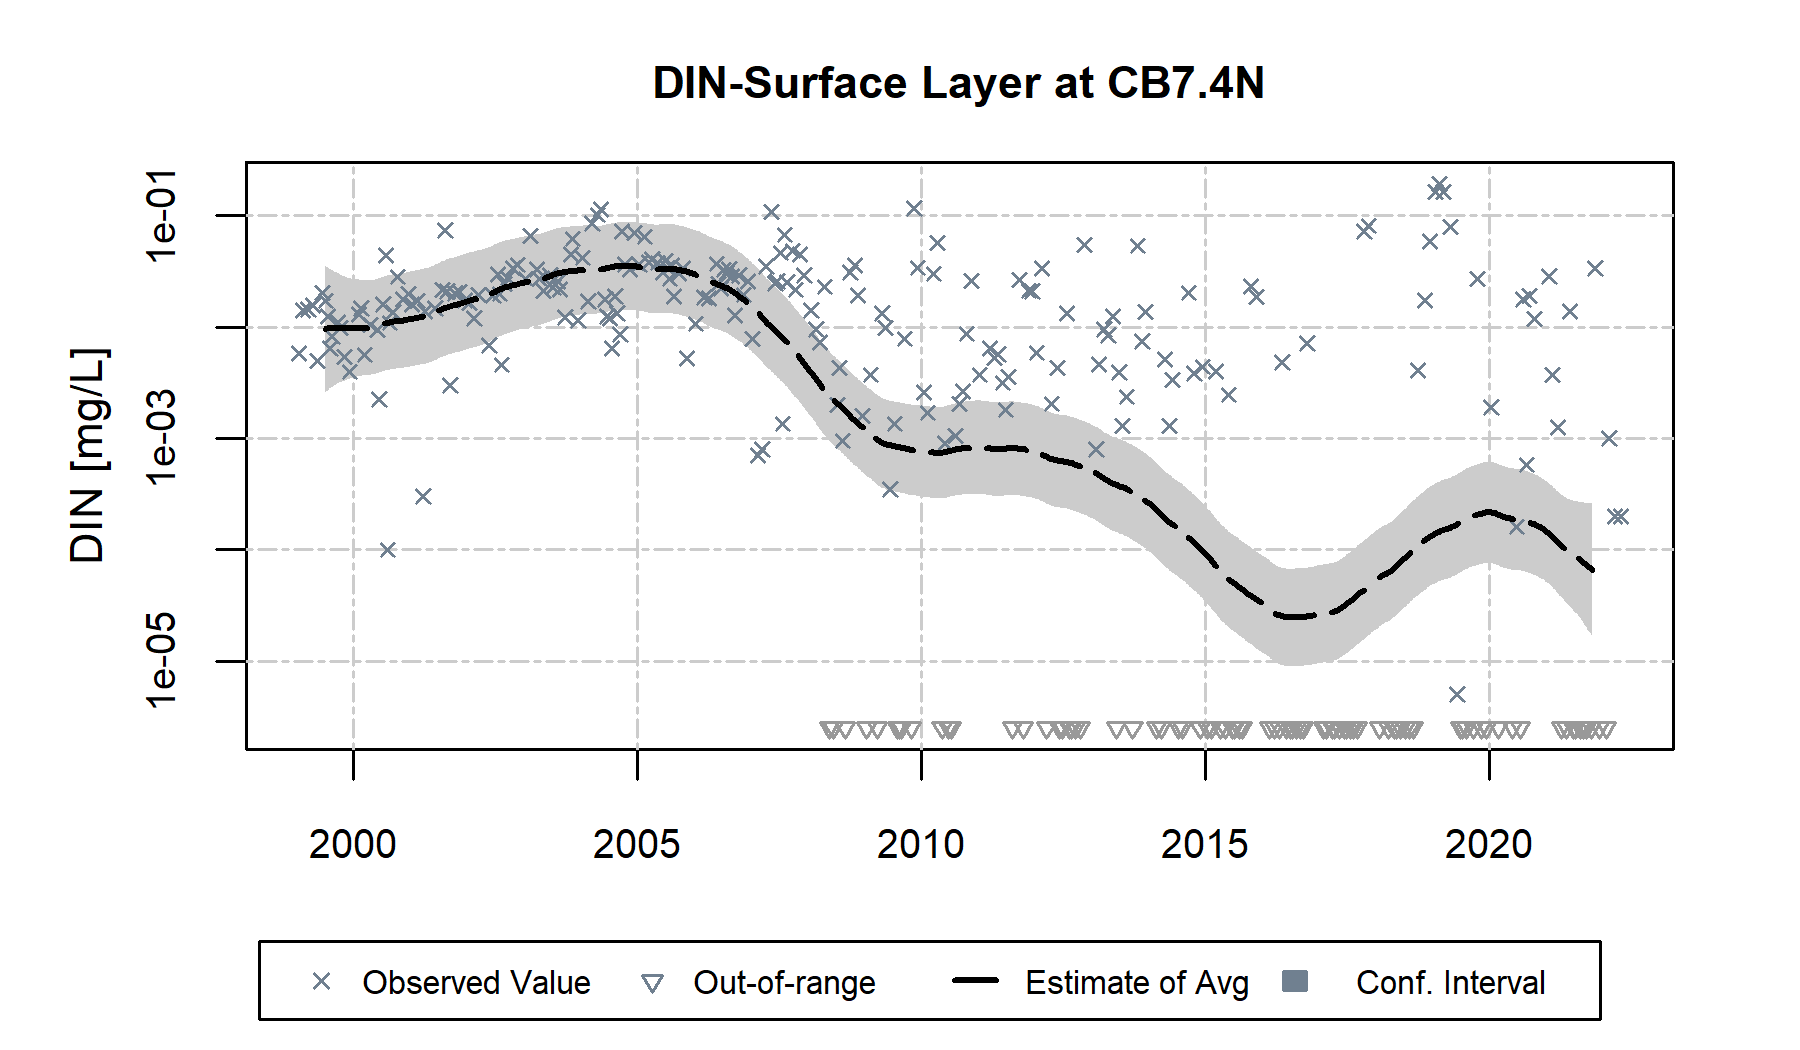 DIN-Surface Layer at CB7.4N
DIN [mg/L]
1e-01
1e-03
1e-05
2000 2005 2010 2015 2020
Observed Value Out-of-range Estimate of Avg Conf. Interval